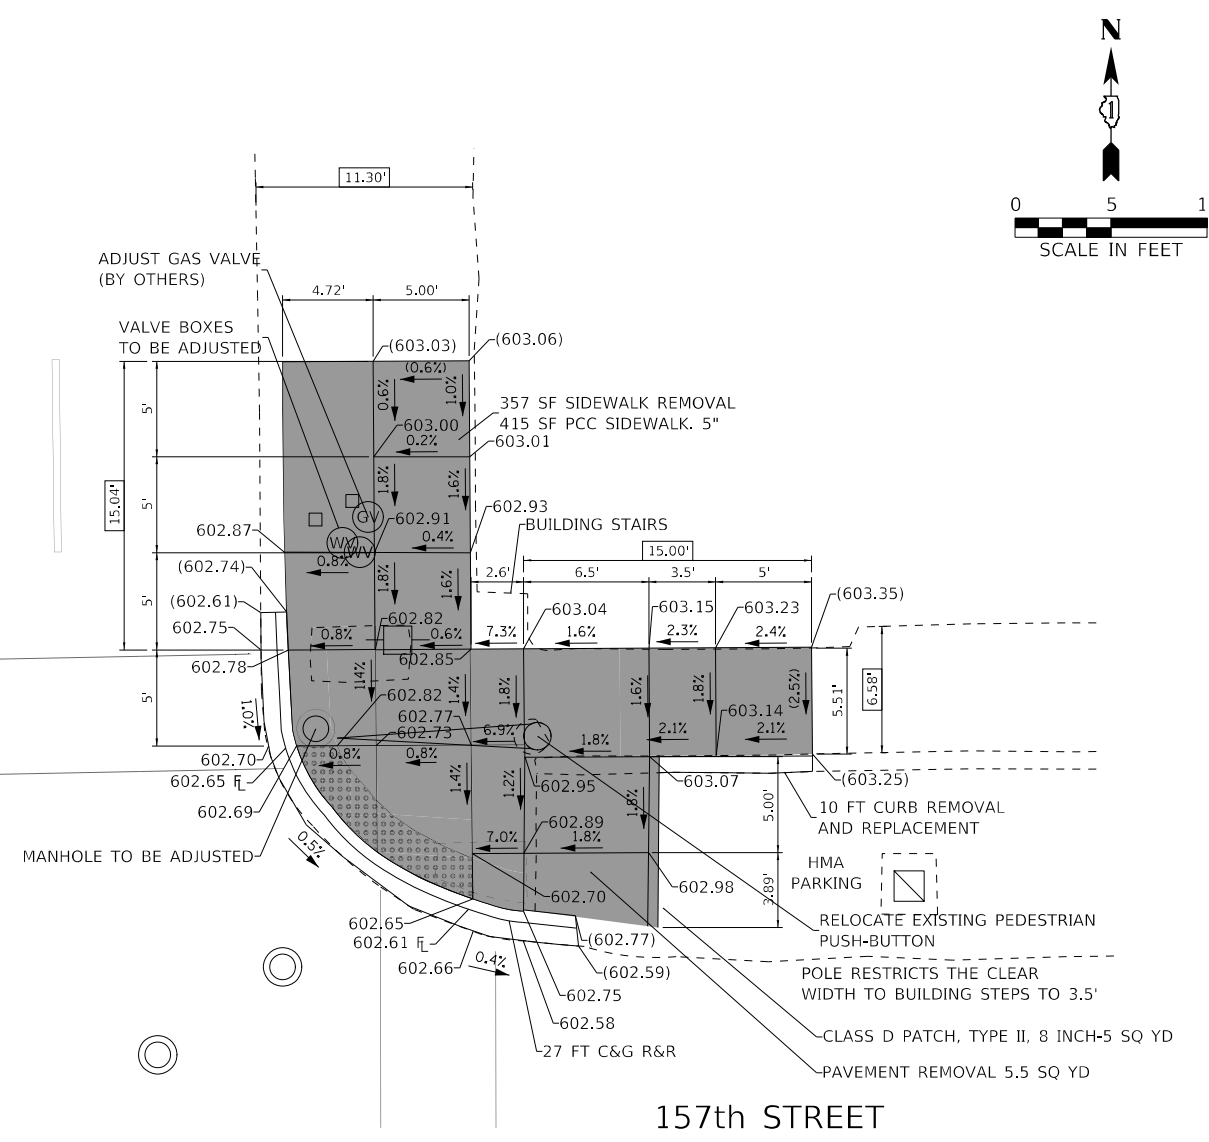 N
1
0 5 1
SCALE IN FEET
11.30'
ADJUST GAS VALVE
(BY OTHERS)
4.72' 5.00'
VALVE BOXES
TO BE ADJUSTED
(603.03) (603.06)
(0.6%)
0.6% 1.0%
5'
357 SF SIDEWALK REMOVAL
415 SF PCC SIDEWALK. 5"
603.00
0.2% 603.01
1.8% 1.6%
15.04' 5'
GV
602.93
602.91
BUILDING STAIRS
602.87
WV WV
0.4%
0.8%
15.00'
(602.74)
1.8% 1.6%
2.6' 6.5' 3.5' 5'
5'
(602.61)
603.04 603.15 603.23 (603.35)
602.75
602.82
0.8% 0.6% 7.3% 1.6% 2.3% 2.4%
602.78
602.85
1.4% 1.4% 1.8% 1.6% 1.8% (2.5%) 5.51' 6.58'
5'
602.82
1.0%
602.77
603.14
602.73 6.9% 1.8% 2.1% 2.1%
602.70
0.8% 0.8%
602.65 FL
1.4% 1.2% 602.95 1.8% 603.07 (603.25)
602.69
5.00'
10 FT CURB REMOVAL
AND REPLACEMENT
0.5%
602.89
7.0% 1.8%
MANHOLE TO BE ADJUSTED
HMA
PARKING
602.98
602.70
3.89'
RELOCATE EXISTING PEDESTRIAN
PUSH-BUTTON
602.65
602.61 FL
(602.77)
602.66
0.4%
(602.59)
POLE RESTRICTS THE CLEAR
WIDTH TO BUILDING STEPS TO 3.5'
602.75
602.58
CLASS D PATCH, TYPE II, 8 INCH-5 SQ YD
27 FT C&G R&R
PAVEMENT REMOVAL 5.5 SQ YD
157th STREET